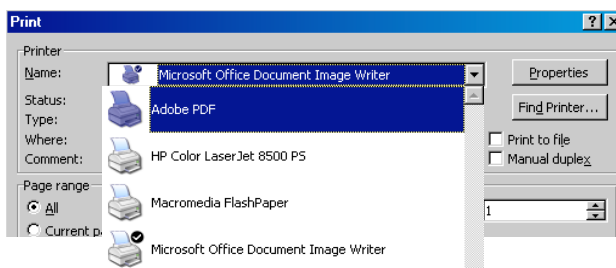 Print
Printer
Name: Microsoft Office Document Image Writer Properties
Status: Adobe PDF Find Printer...
Type:
Where: HP Color LaserJet 8500 PS Print to file
Comment: Manual duplex
Page range
All Macromedia FlashPaper 1
Current p
Microsoft Office Document Image Writer